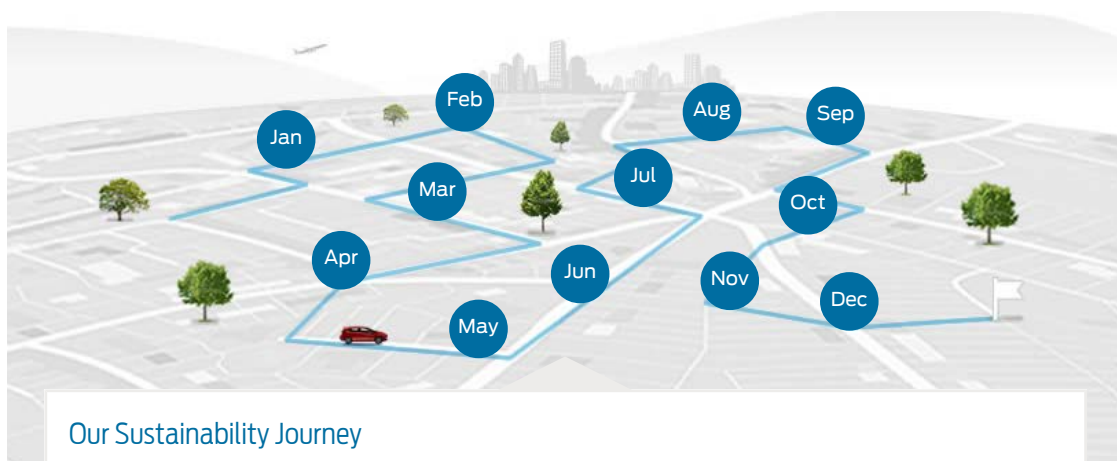 Jan
Feb
Mar
Apr
May
Jun
Jul
Aug
Sep
Oct
Nov
Dec
Our Sustainability Journey